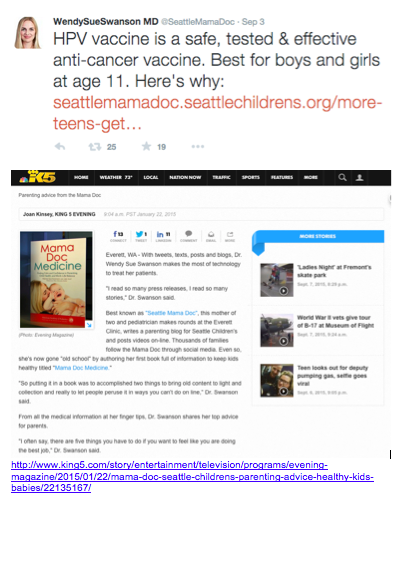 WendySueSwanson MD @SeattleMamaDoc · Sep 3
HPV vaccine is a safe, tested & effective
anti-cancer vaccine. Best for boys and girls
at age 11. Here's why:
seattlemamadoc.seattlechildrens.org/more-
teens-get…
25 19
K5 HOME WEATHER 72° LOCAL NATION NOW TRAFFIC SPORTS FEATURES MORE
Parenting advice from the Mama Doc
Joan Kinsey, KING 5 EVENING 9:04 a.m. PST January 22, 2015
Mama
Doc
Medicine
(Photo: Evening Magazine)
13 1 11
CONNECT TWEET LINKEDIN COMMENT EMAIL MORE
Everett, WA - With tweets, texts, posts and blogs, Dr.
Wendy Sue Swanson makes the most of technology
to treat her patients.
"I read so many press releases, I read so many
stories," Dr. Swanson said.
Best known as "Seattle Mama Doc", this mother of
two and pediatrician makes rounds at the Everett
Clinic, writes a parenting blog for Seattle Children's
and posts videos on-line. Thousands of families
follow the Mama Doc through social media. Even so,
she's now gone "old school" by authoring her first book full of information to keep kids
healthy titled "Mama Doc Medicine."
"So putting it in a book was to accomplished two things to bring old content to light and
collection and really to let people peruse it in ways you can't do on line," Dr. Swanson
said.
From all the medical information at her finger tips, Dr. Swanson shares her top advice
for parents.
"I often say, there are five things you have to do if you want to feel like you are doing
the best job," Dr. Swanson said.
MORE STORIES
'Ladies Night' at Fremont's
skate park
Sept. 7, 2015,
World War II vets give tour
of B-17 at Museum of Flight
Sept. 7, 2015,
Teen looks out for deputy
pumping gas, selfie goes
viral
Sept. 6, 2015,
http://www.king5.com/story/entertainment/television/programs/evening-
magazine/2015/01/22/mama-doc-seattle-childrens-parenting-advice-healthy-kids-
babies/22135167/